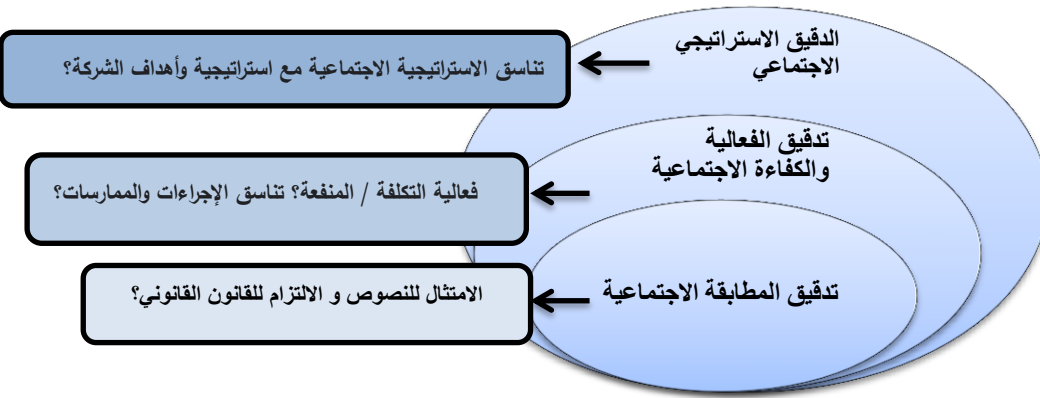 الدقيق الاستراتيجي
الاجتماعي
تناسق الاستراتيجية الاجتماعية مع استراتيجية وأهداف الشركة؟
تدقيق الفعالية
والكفاءة الاجتماعية
فعالية التكلفة / المنفعة؟ تناسق الإجراءات والممارسات؟
تدقيق المطابقة الاجتماعية
الامتثال للنصوص و الالتزام للقانون القانوني؟